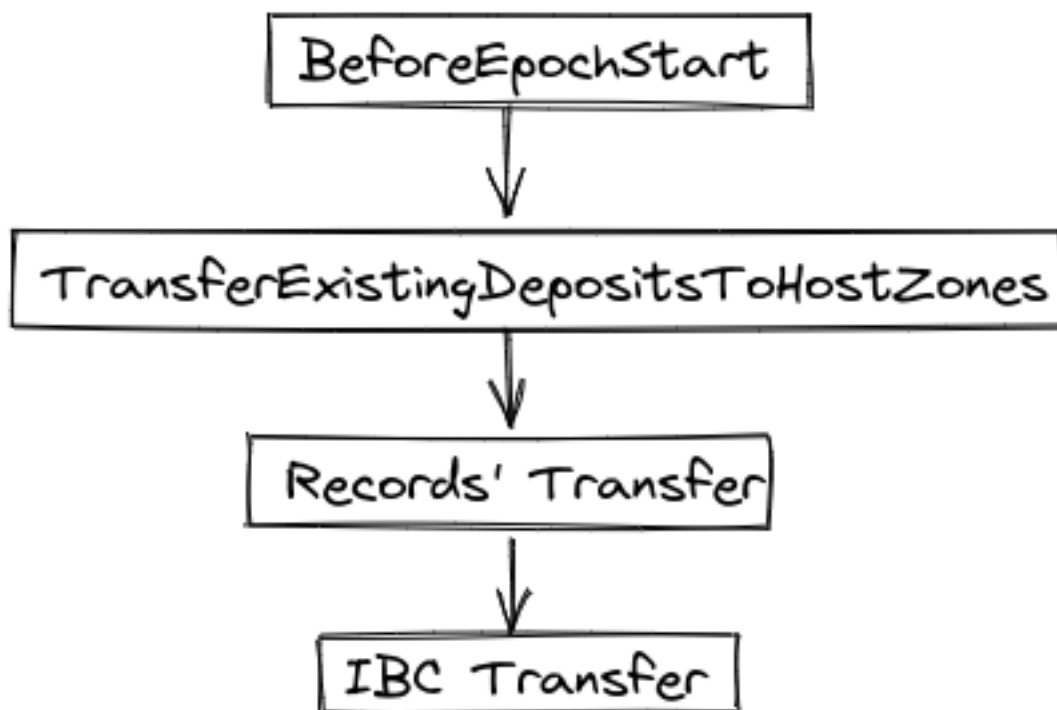 BeforeEpochStart
TransferExistingDepositsToHostZones
Records' Transfer
IBC Transfer